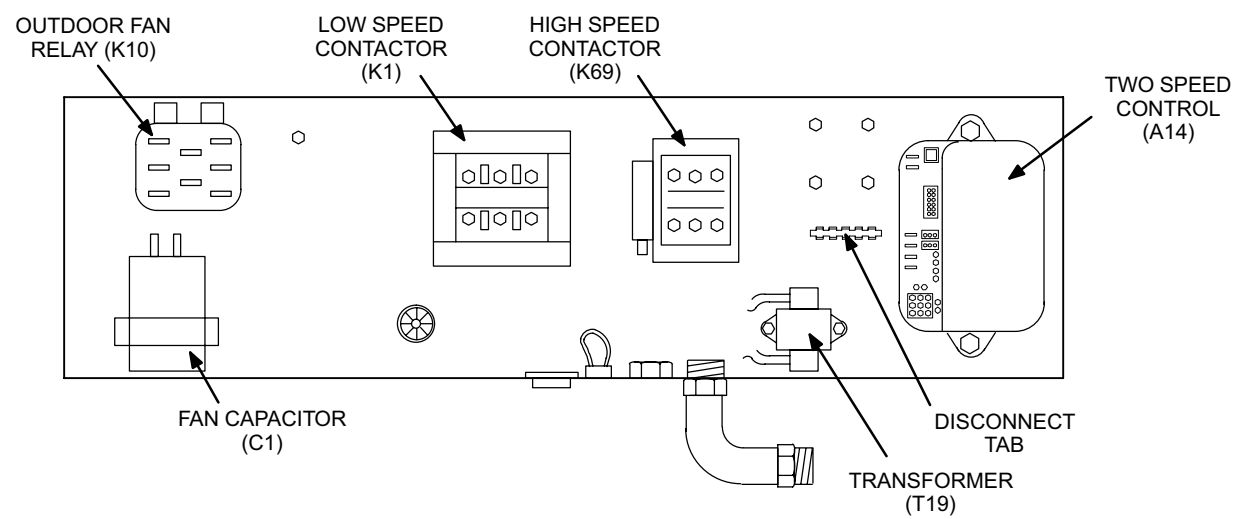 OUTDOOR FAN
RELAY (K10)
LOW SPEED
CONTACTOR
(K1)
HIGH SPEED
CONTACTOR
(K69)
TWO SPEED
CONTROL
(A14)
FAN CAPACITOR
(C1)
DISCONNECT
TAB
TRANSFORMER
(T19)